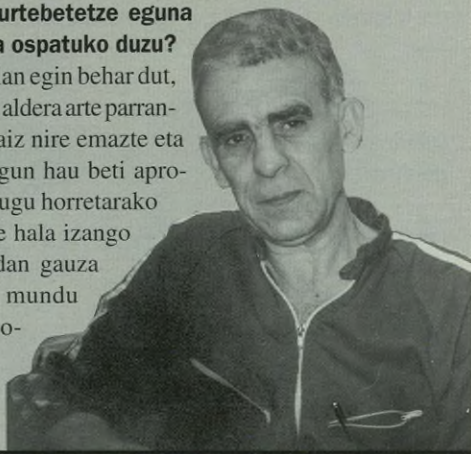 urtebetetze eguna
a ospatuko duzu?
an egin behar dut,
aldera arte parran-
aiz nire emazte eta
gun hau beti apro-
ugu horretarako
e hala izango
dan gauza
mundu
o-